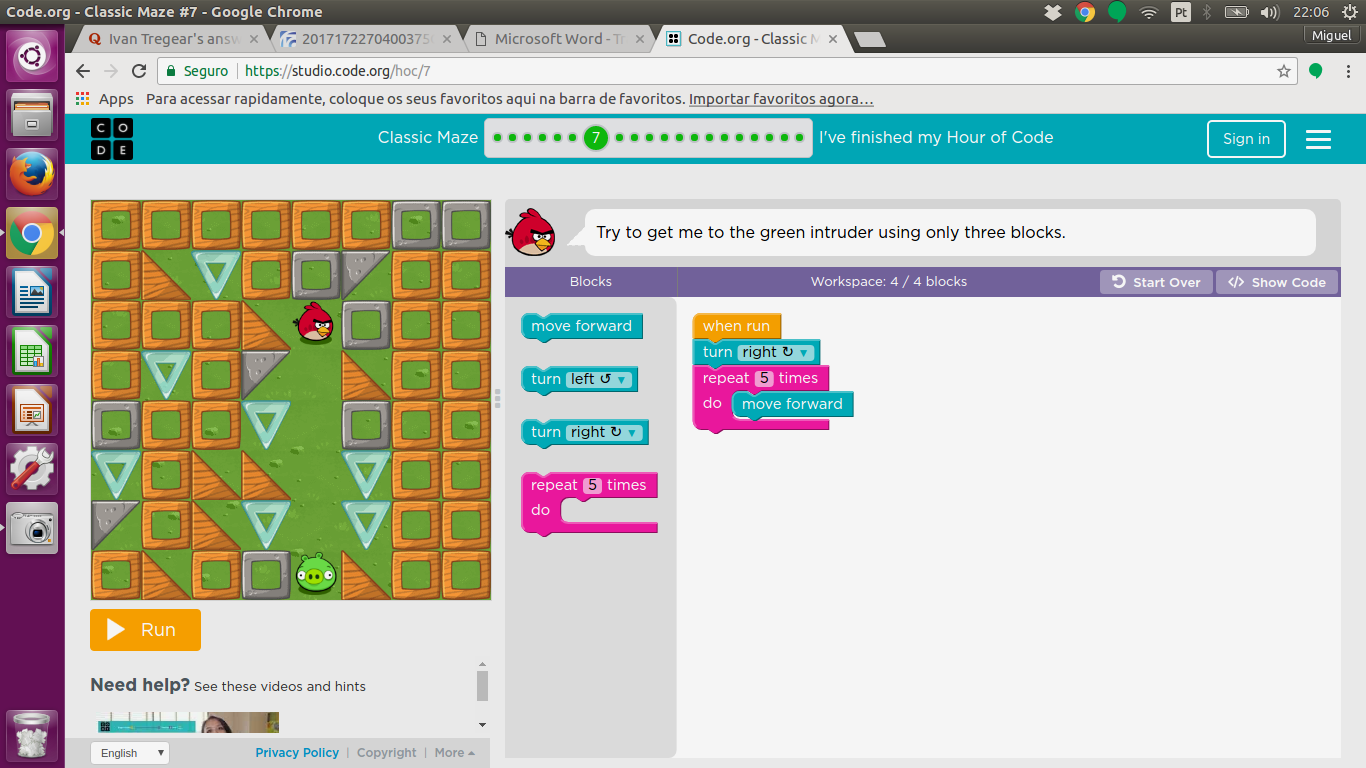 Code.org - Classic Maze #7 - Google Chrome
Pt
22:06
Ivan Tregear's answ
Microsoft Word - T
Code.org - Classic M
Miguel
Seguro
https://studio.code.org/hoc/7
Apps
Para acessar rapidamente, coloque os seus favoritos aqui na barra de favoritos. Importar favoritos agora...
C O
D E
Classic Maze
7
I've finished my Hour of Code
Sign in
Try to get me to the green intruder using only three blocks.
Blocks
Workspace: 4 / 4 blocks
Start Over
</> Show Code
move forward
turn left ↺ ▼
turn right ↻ ▼
repeat 5 times
do
when run
turn right ↻ ▼
repeat 5 times
do move forward
Run
Need help? See these videos and hints
English
Privacy Policy | Copyright | More